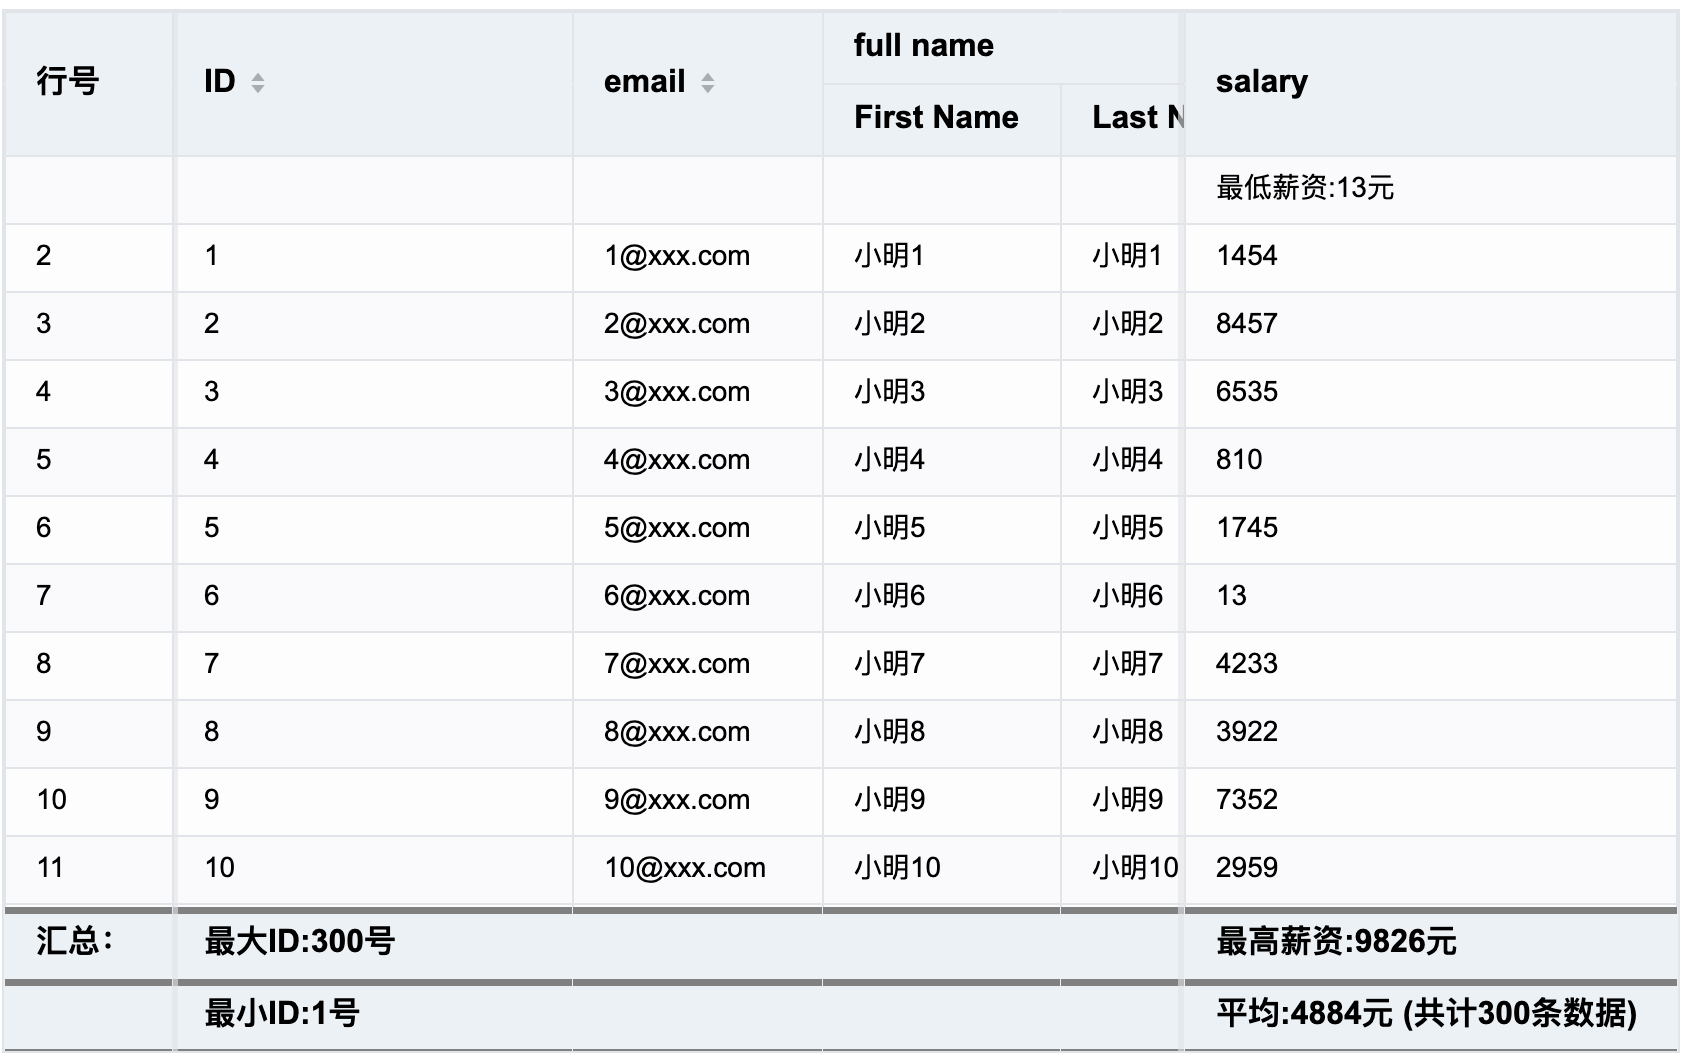 行号 ID email full name salary
First Name Last N
最低薪资:13元
2 1 1@xxx.com 小明1 小明1 1454
3 2 2@xxx.com 小明2 小明2 8457
4 3 3@xxx.com 小明3 小明3 6535
5 4 4@xxx.com 小明4 小明4 810
6 5 5@xxx.com 小明5 小明5 1745
7 6 6@xxx.com 小明6 小明6 13
8 7 7@xxx.com 小明7 小明7 4233
9 8 8@xxx.com 小明8 小明8 3922
10 9 9@xxx.com 小明9 小明9 7352
11 10 10@xxx.com 小明10 小明10 2959
汇总： 最大ID:300号 最高薪资:9826元
最小ID:1号 平均:4884元 (共计300条数据)